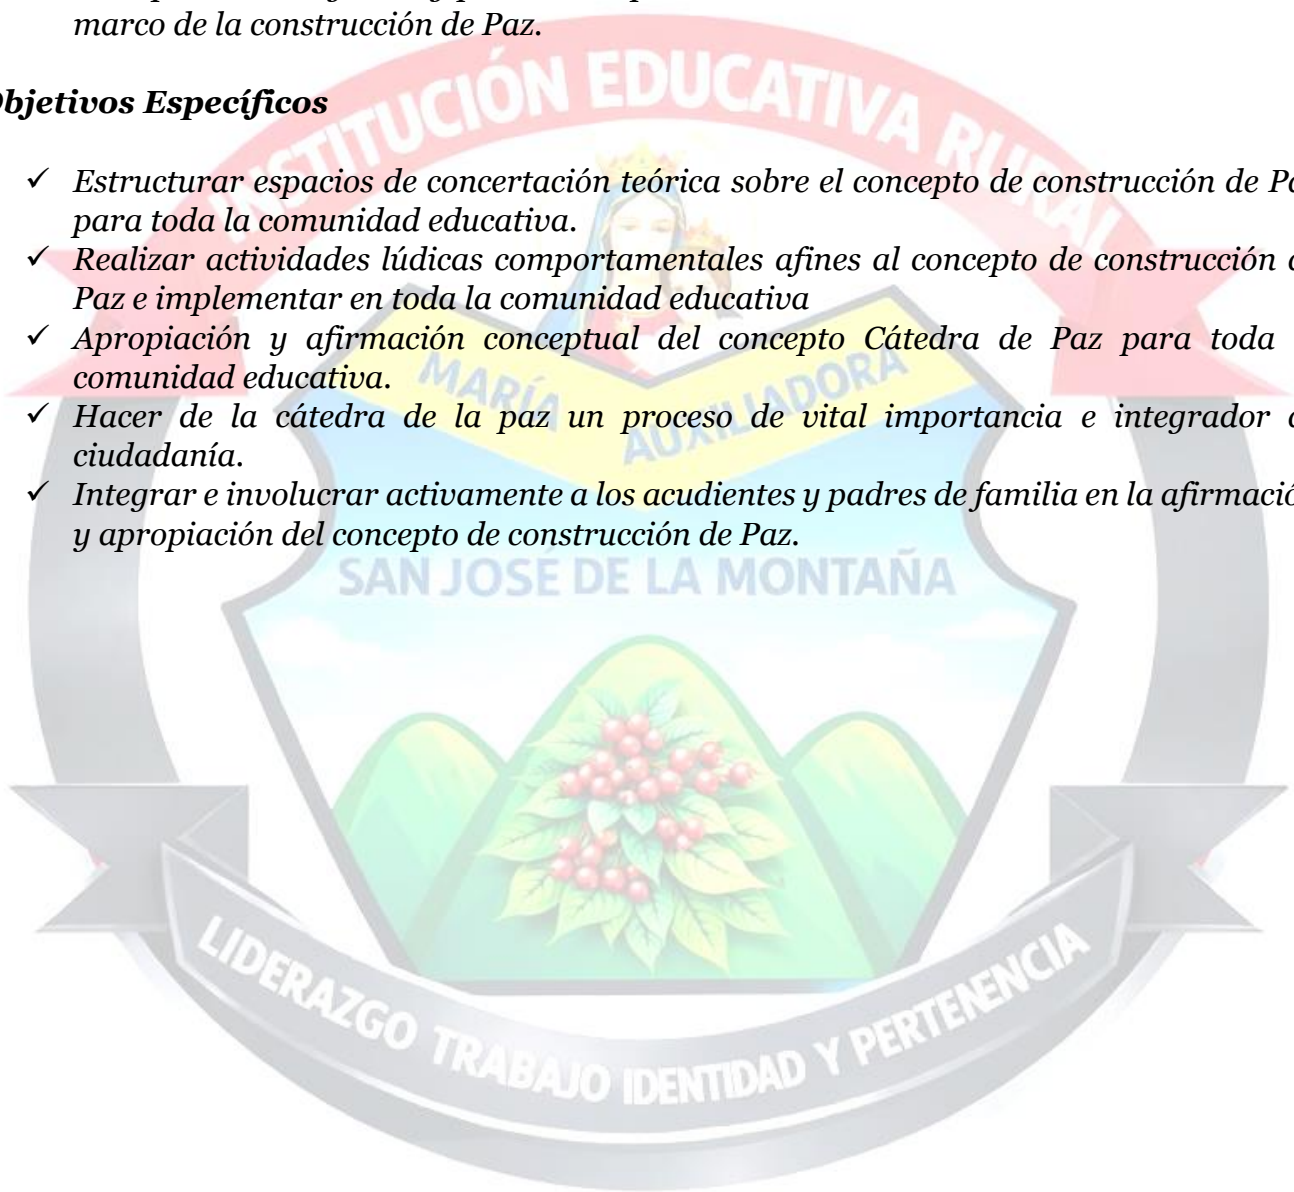 marco de la construcción de Paz.
Objetivos Específicos
✓ Estructurar espacios de concertación teórica sobre el concepto de construcción de
para toda la comunidad educativa.
✓ Realizar actividades lúdicas comportamentales afines al concepto de construcción
Paz e implementar en toda la comunidad educativa
✓ Apropiación y afirmación conceptual del concepto Cátedra de Paz para toda
comunidad educativa.
✓ Hacer de la cátedra de la paz un proceso de vital importancia e integrador
ciudadanía.
✓ Integrar e involucrar activamente a los acudientes y padres de familia en la afirmación
y apropiación del concepto de construcción de Paz.
INSTITUCIÓN EDUCATIVA RURAL
MARÍA AUXILIADORA
SAN JOSE DE LA MONTAÑA
LIDERAZGO TRABAJO IDENTIDAD Y PERTENENCIA